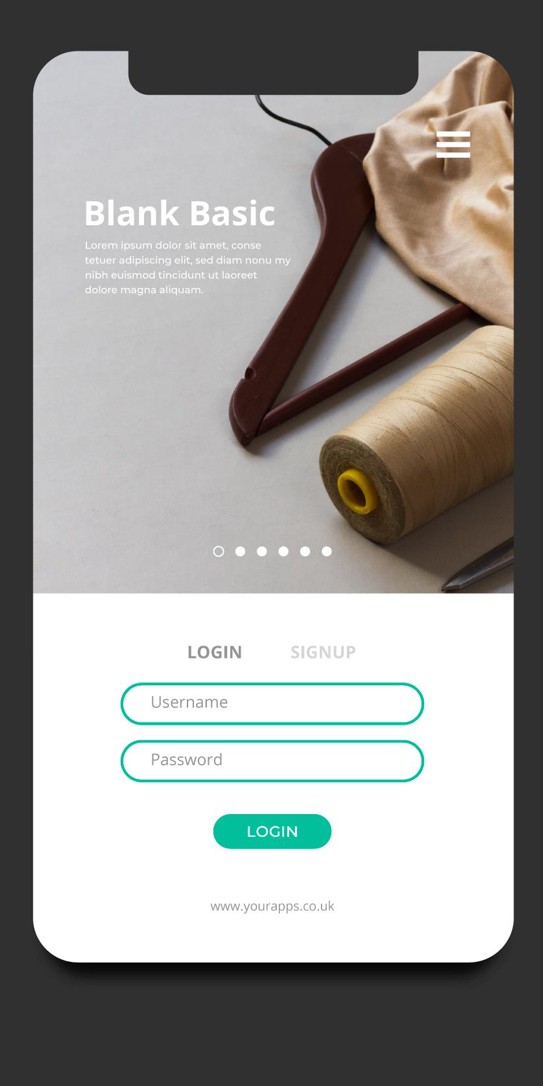 Blank Basic
Lorem ipsum dolor sit amet, conse
tetuer adipiscing elit, sed diam nonu my
nibh euismod tincidunt ut laoreet
dolore magna aliquam.
LOGIN SIGNUP
Username
Password
LOGIN
www.yourapps.co.uk